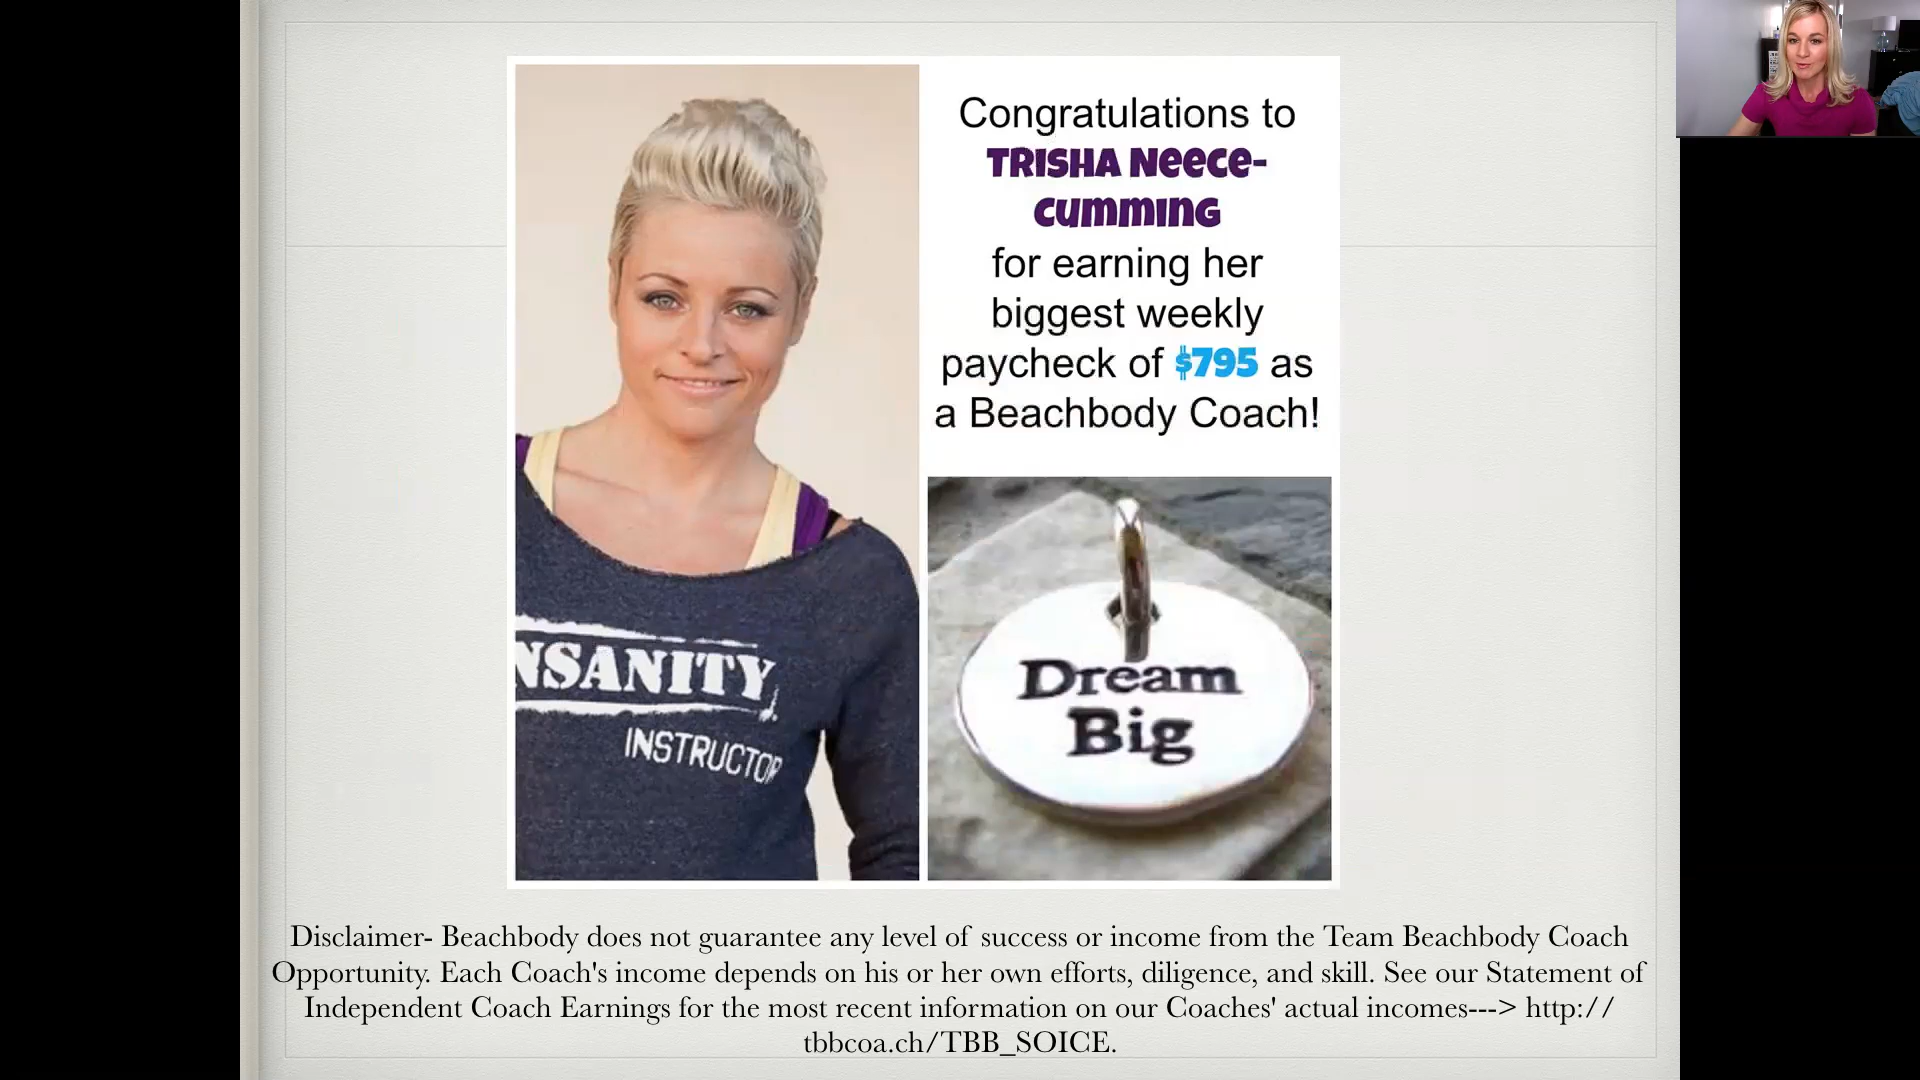 Congratulations to
TRISHA Neece-
cumming
for earning her
biggest weekly
paycheck of $795 as
a Beachbody Coach!
NSANITY
INSTRUCTOR
Dream
Big
Disclaimer- Beachbody does not guarantee any level of success or income from the Team Beachbody Coach
Opportunity. Each Coach's income depends on his or her own efforts, diligence, and skill. See our Statement of
Independent Coach Earnings for the most recent information on our Coaches' actual incomes---> http://
tbbcoa.ch/TBB_SOICE.